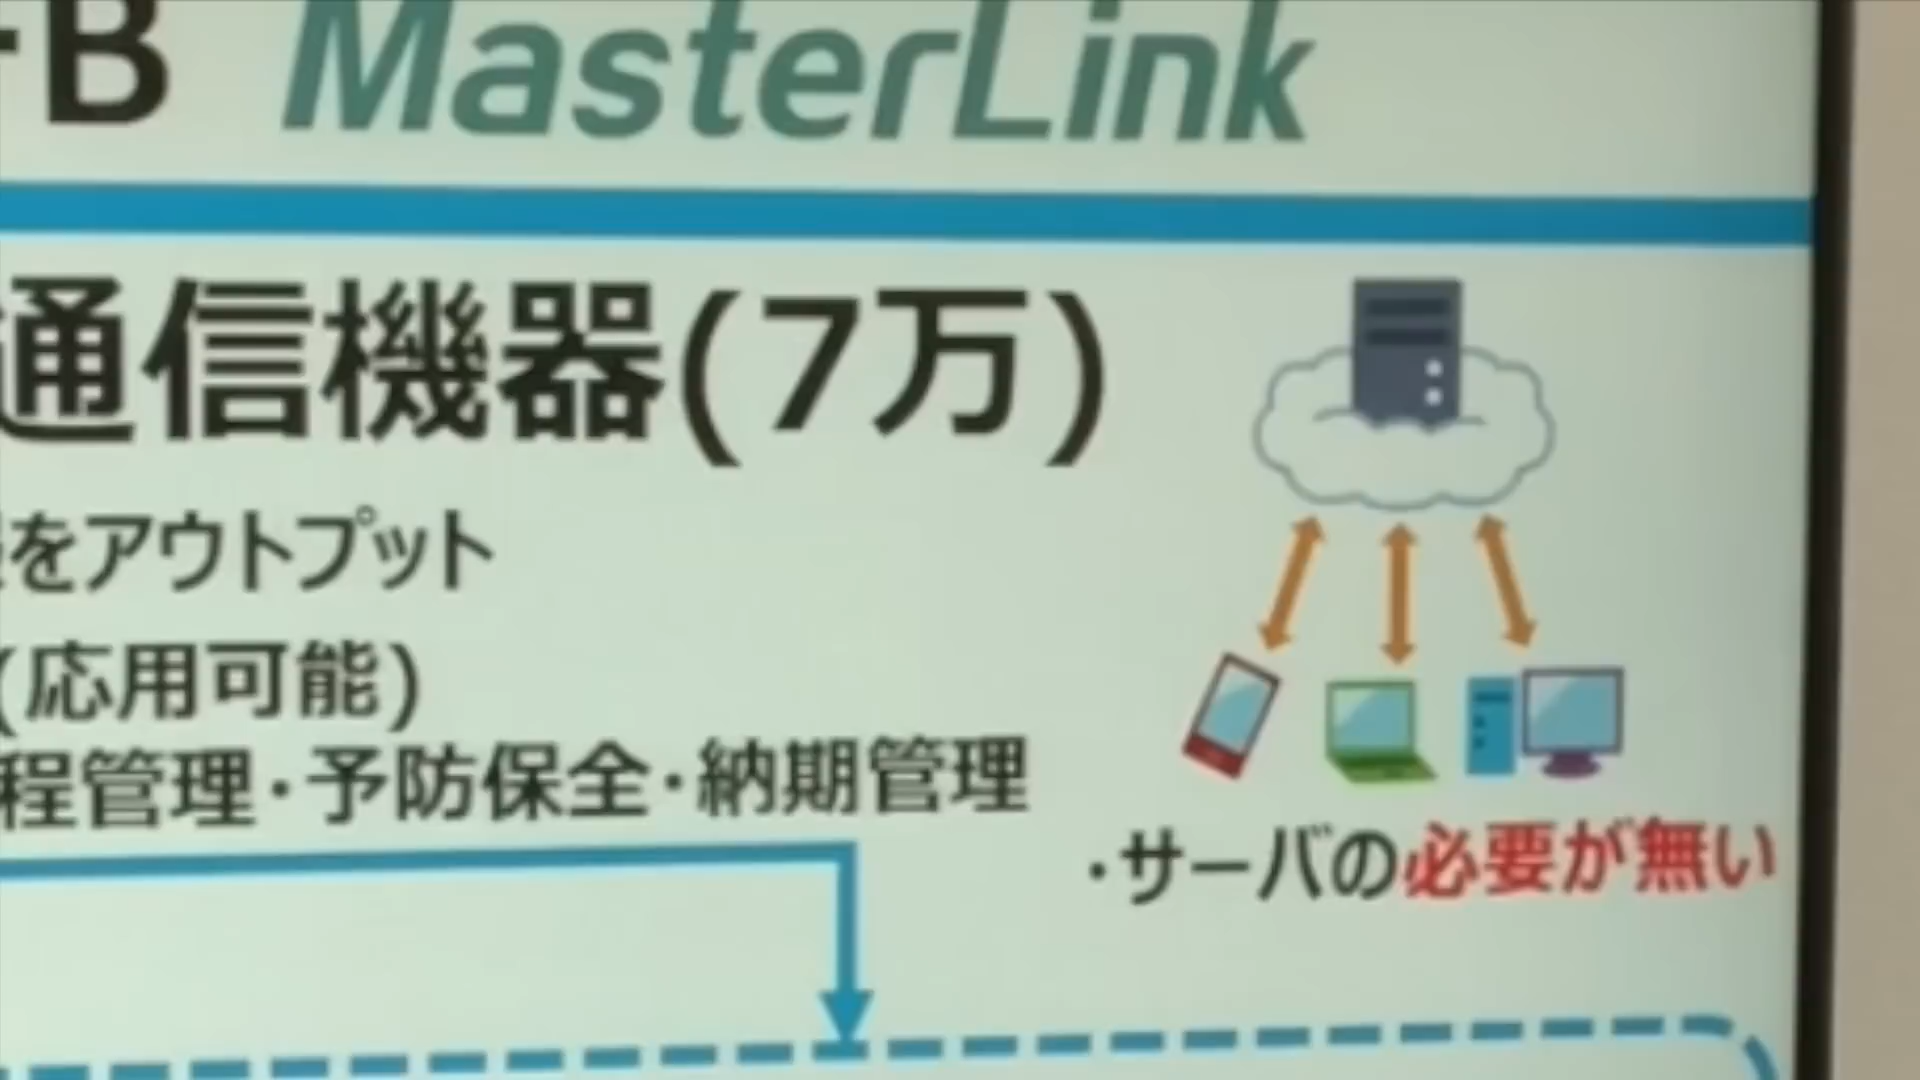 -B MasterLink
通信機器(7万)
をアウトプット
(応用可能)
程管理・予防保全・納期管理
・サーバの必要が無い